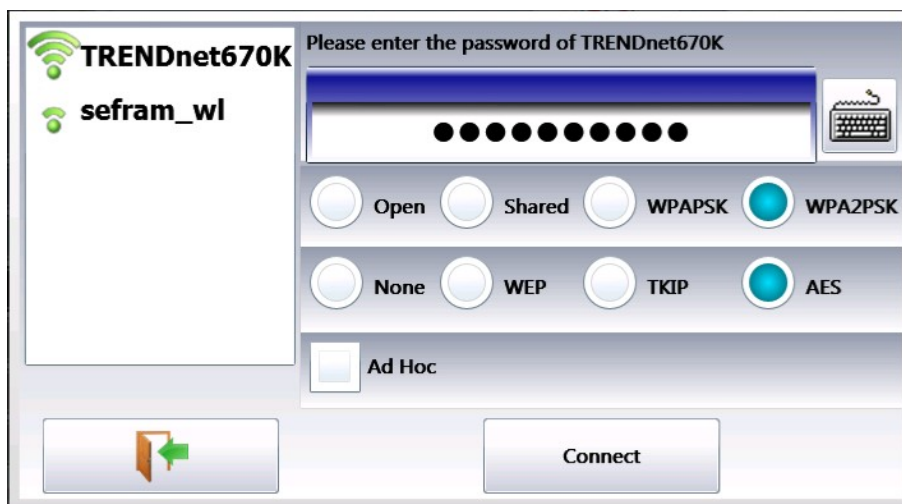 TRENDnet670K
sefram_wl
Please enter the password of TRENDnet670K
●●●●●●●●●●
Open Shared WPAPSK WPA2PSK
None WEP TKIP AES
Ad Hoc
Connect